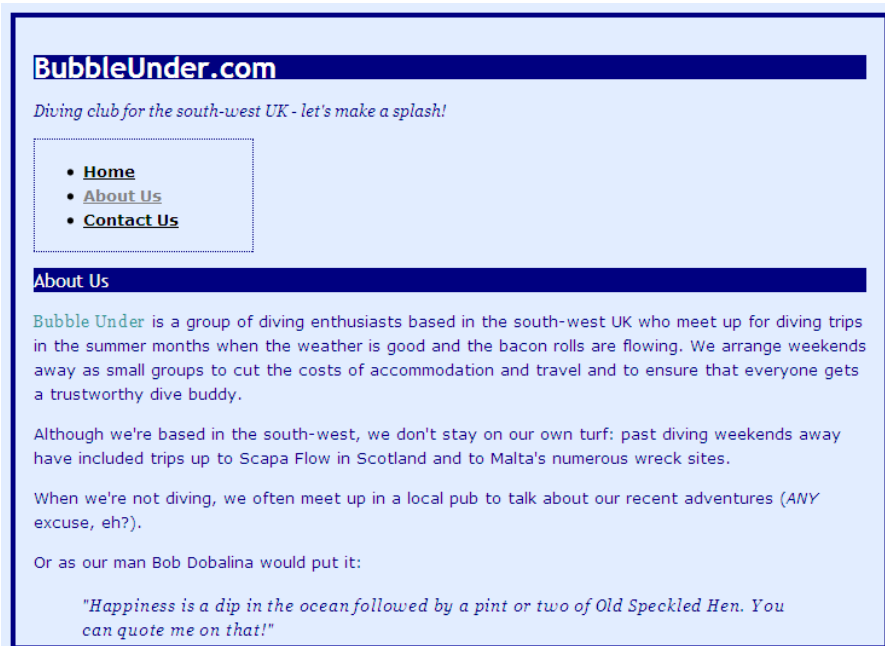 BubbleUnder.com
Diving club for the south-west UK - let's make a splash!
Home
About Us
Contact Us
About Us
Bubble Under is a group of diving enthusiasts based in the south-west UK who meet up for diving trips
in the summer months when the weather is good and the bacon rolls are flowing. We arrange weekends
away as small groups to cut the costs of accommodation and travel and to ensure that everyone gets
a trustworthy dive buddy.
Although we're based in the south-west, we don't stay on our own turf: past diving weekends away
have included trips up to Scapa Flow in Scotland and to Malta's numerous wreck sites.
When we're not diving, we often meet up in a local pub to talk about our recent adventures (ANY
excuse, eh?).
Or as our man Bob Dobalina would put it:
"Happiness is a dip in the ocean followed by a pint or two of Old Speckled Hen. You
can quote me on that!"